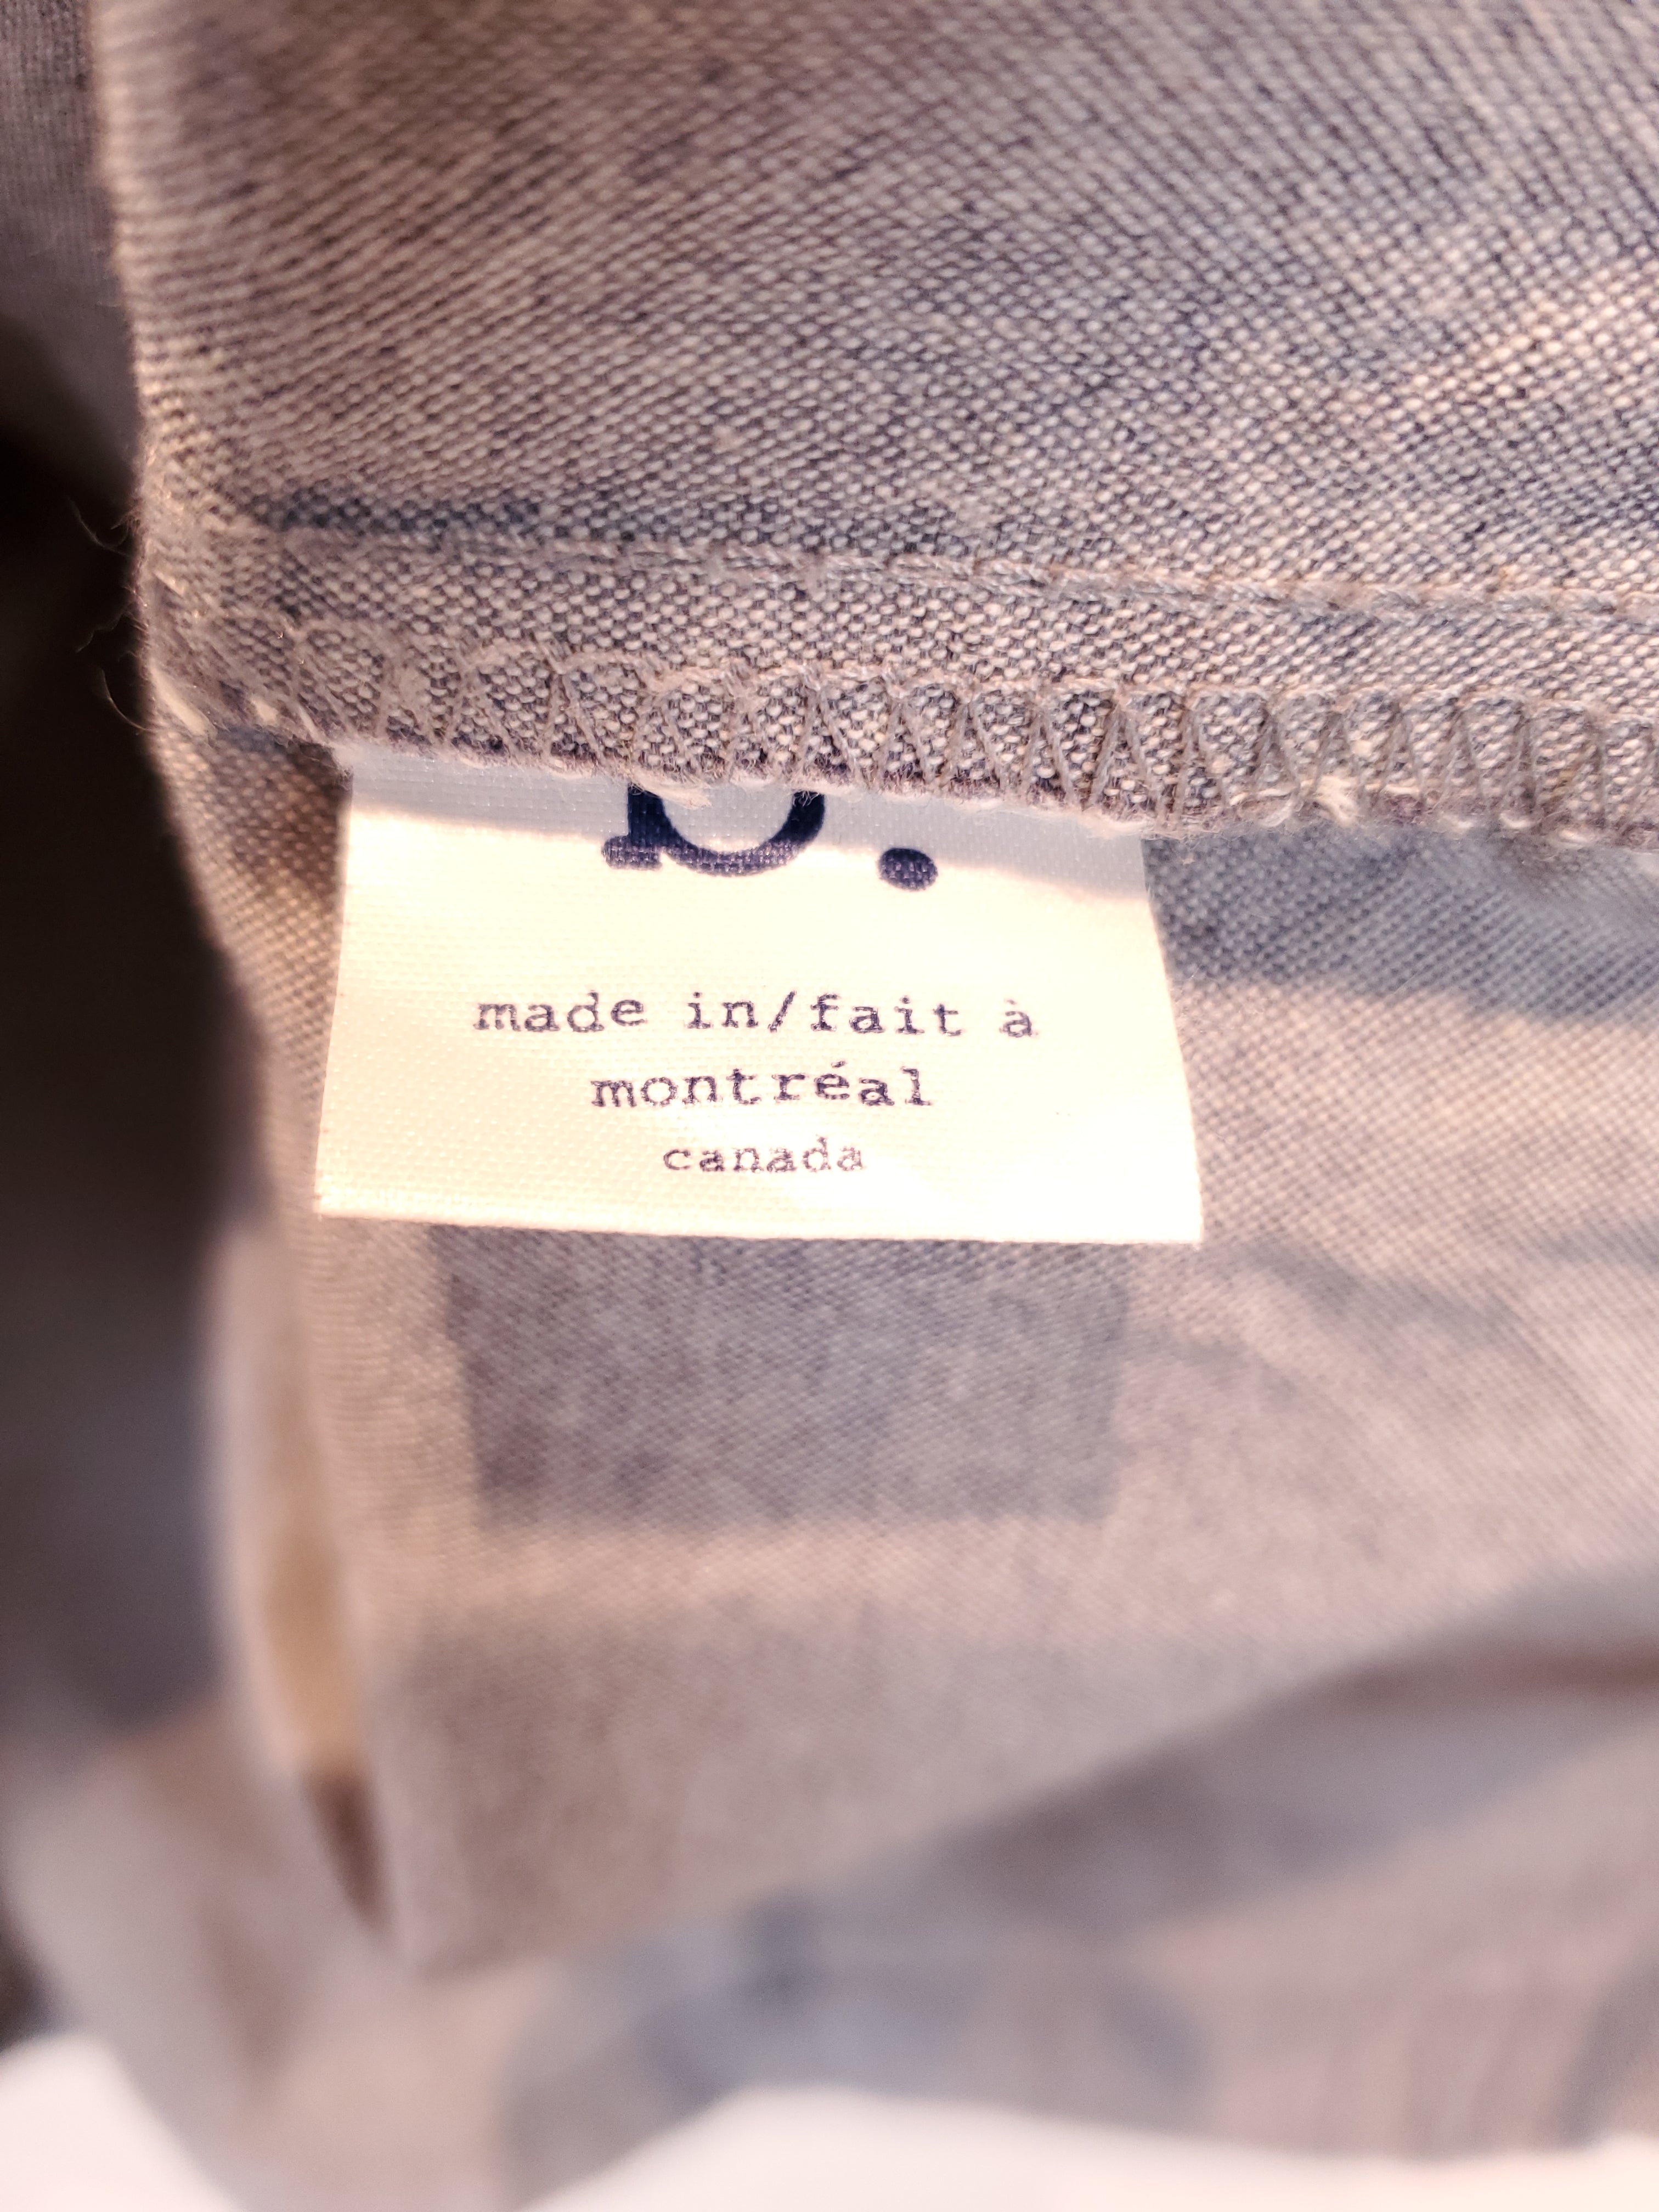 b.
made in/fait à
montréal
canada